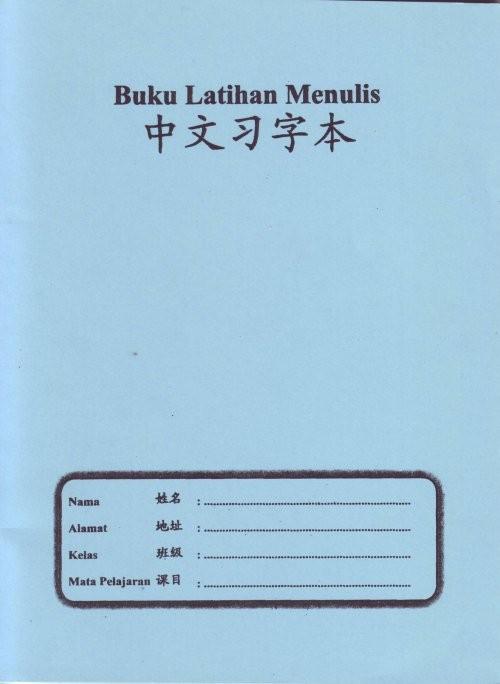 Buku Latihan Menulis
中文习字本
Nama 姓名 : ........................................................
Alamat 地址 : ........................................................
Kelas 班级 : ........................................................
Mata Pelajaran 课目 : ........................................................